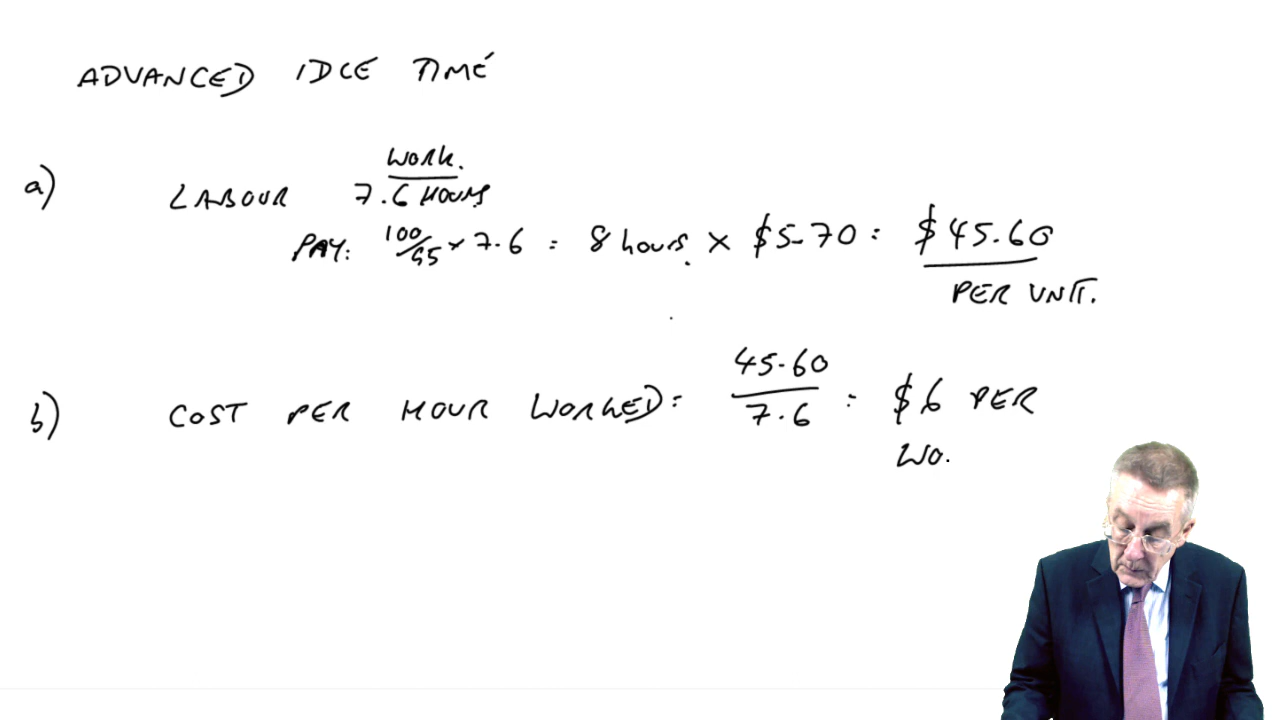 ADVANCED IDLE TIME
a) WORK.
LABOUR 7.6 HOURS
PAY: 100/95 × 7.6 = 8 hours × $5.70 = $45.60
PER UNIT.
b) COST PER HOUR WORKED = 45.60/7.6 = $6 PER
WO.